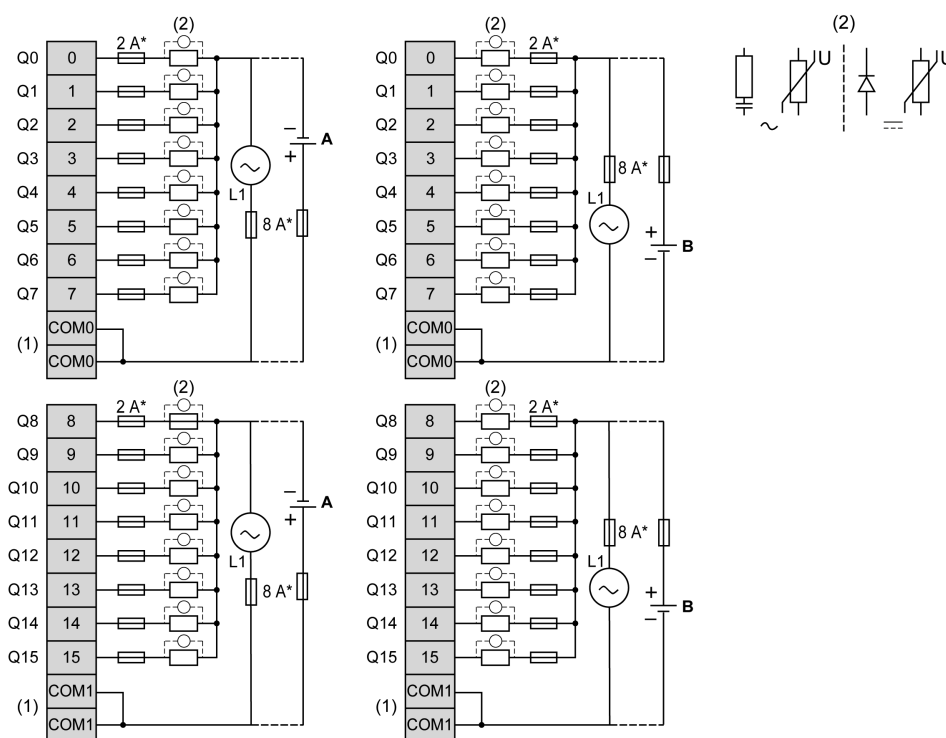 (2) (2) (2)
Q0 0 2 A* Q0 0 2 A* U U
Q1 1 Q1 1
Q2 2 – A Q2 2 ~
Q3 3 + Q3 3
Q4 4 L1 Q4 4 8 A*
Q5 5 8 A* Q5 5 L1
Q6 6 Q6 6 + B
Q7 7 Q7 7 –
COM0 COM0
(1) COM0 (1) COM0
(2) (2)
Q8 8 2 A* Q8 8 2 A*
Q9 9 Q9 9
Q10 10 – A Q10 10
Q11 11 + Q11 11
Q12 12 L1 Q12 12 8 A*
Q13 13 8 A* Q13 13 L1
Q14 14 Q14 14 + B
Q15 15 Q15 15 –
COM1 COM1
(1) COM1 (1) COM1